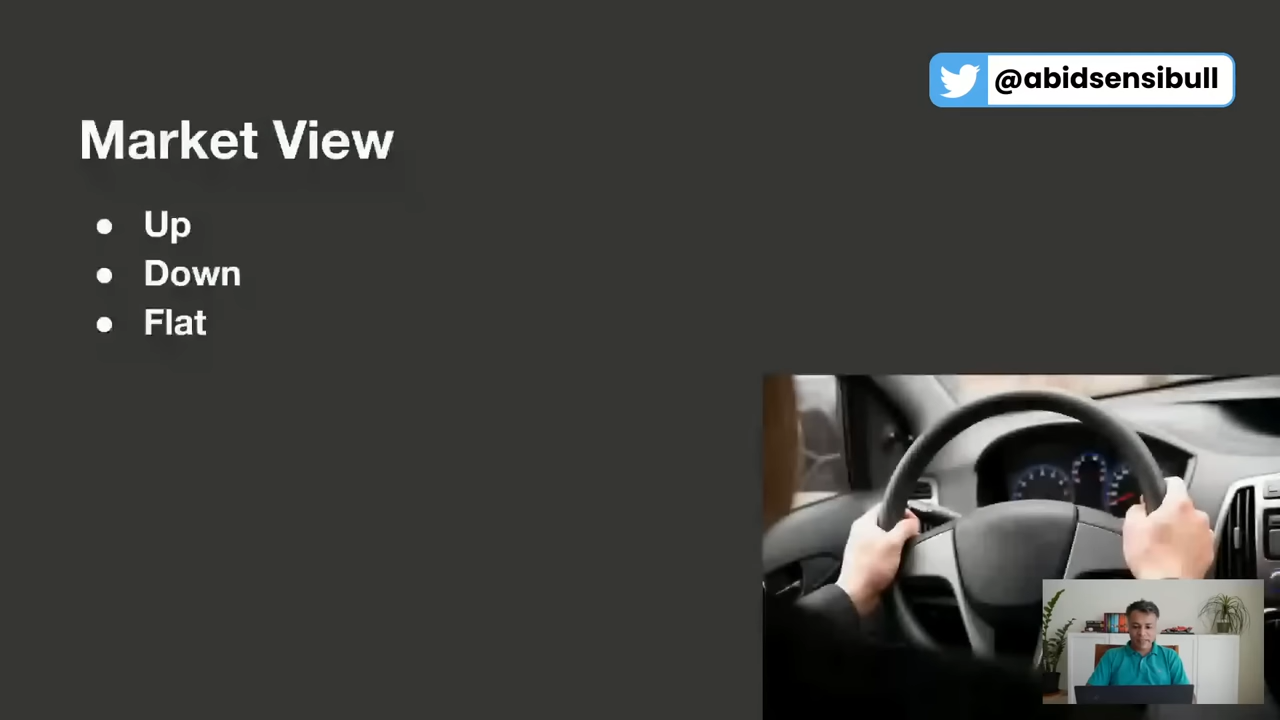 @abidsensibull
Market View
● Up
● Down
● Flat